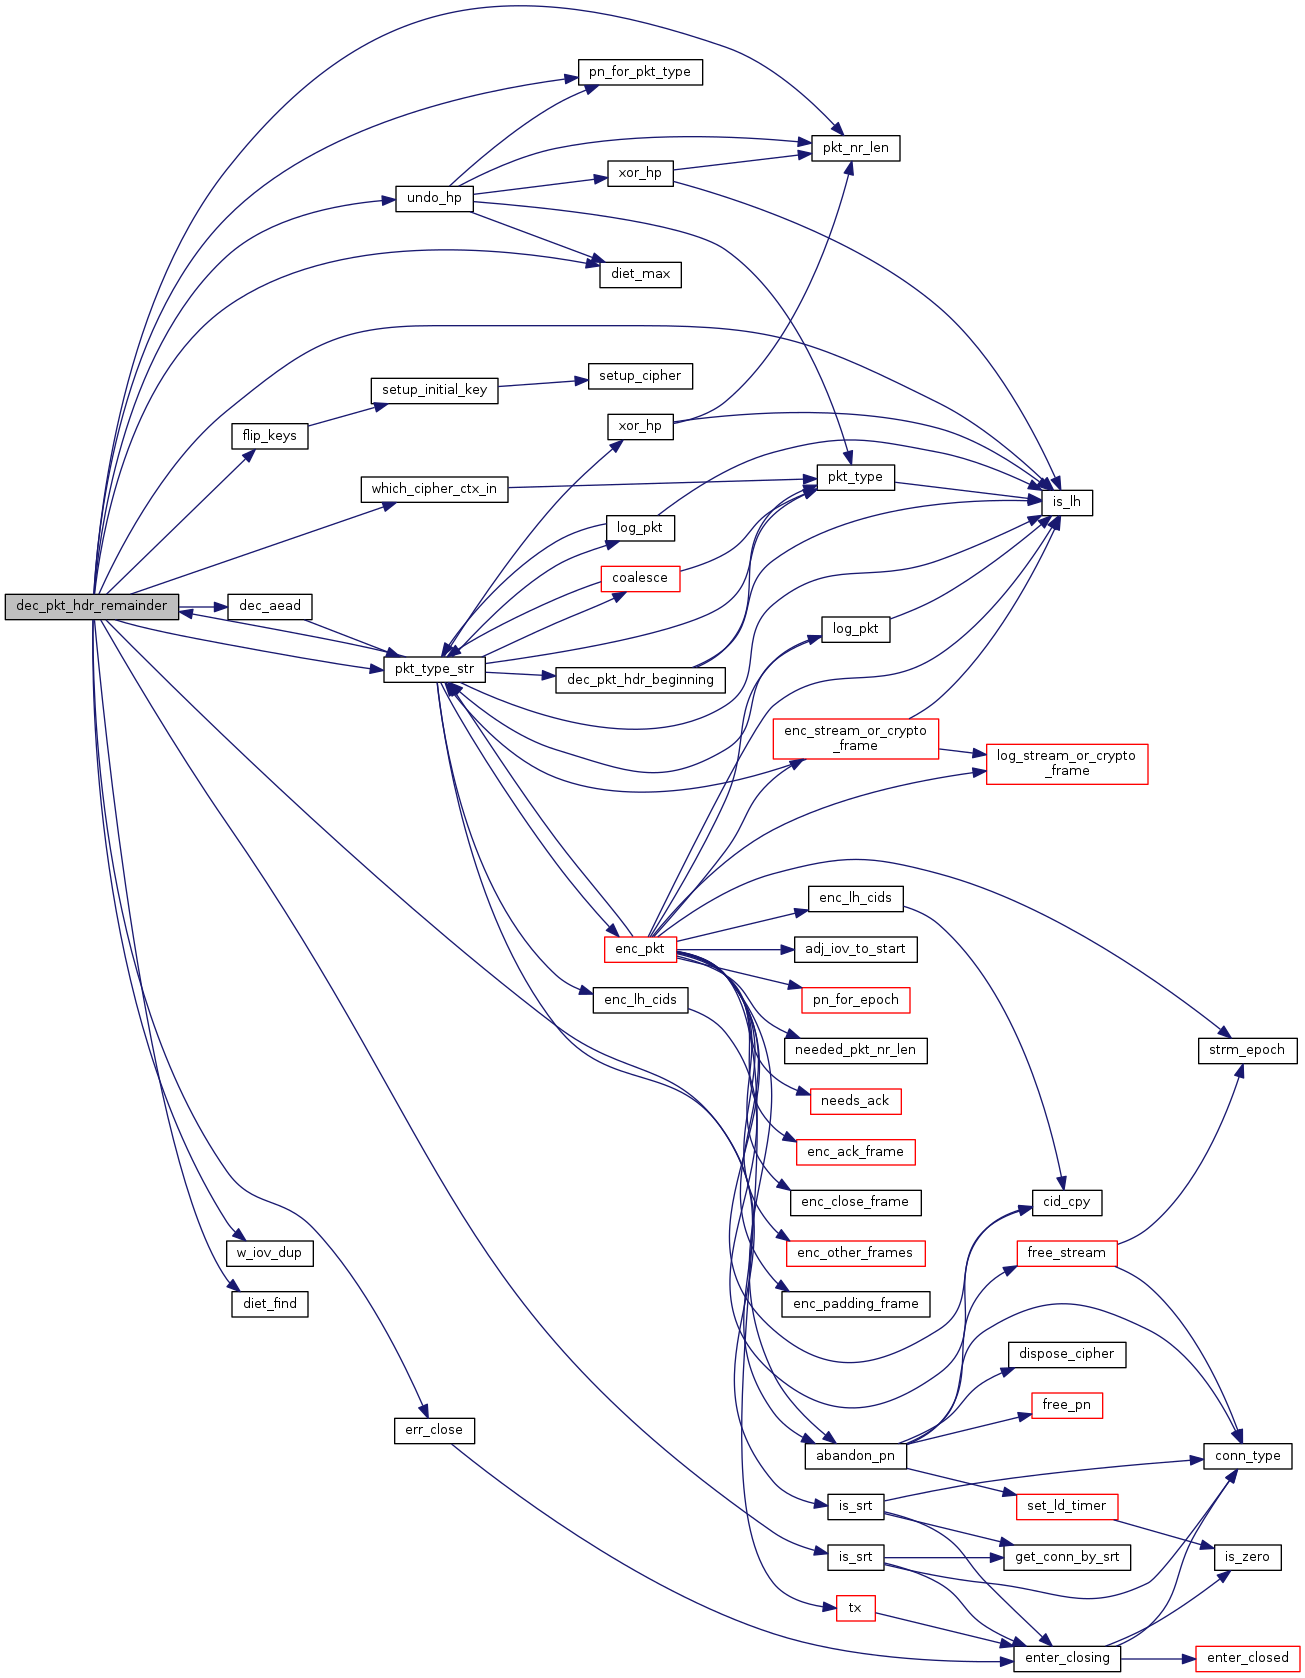 pn_for_pkt_type
pkt_nr_len
xor_hp
undo_hp
diet_max
setup_cipher
setup_initial_key
flip_keys
xor_hp
pkt_type
which_cipher_ctx_in
is_lh
log_pkt
coalesce
dec_pkt_hdr_remainder
dec_aead
log_pkt
pkt_type_str
dec_pkt_hdr_beginning
enc_stream_or_crypto
_frame
log_stream_or_crypto
_frame
enc_lh_cids
enc_pkt
adj_iov_to_start
enc_lh_cids
pn_for_epoch
needed_pkt_nr_len
strm_epoch
needs_ack
enc_ack_frame
enc_close_frame
cid_cpy
w_iov_dup
enc_other_frames
free_stream
diet_find
enc_padding_frame
dispose_cipher
free_pn
err_close
abandon_pn
conn_type
is_srt
set_ld_timer
is_srt
get_conn_by_srt
is_zero
tx
enter_closing
enter_closed